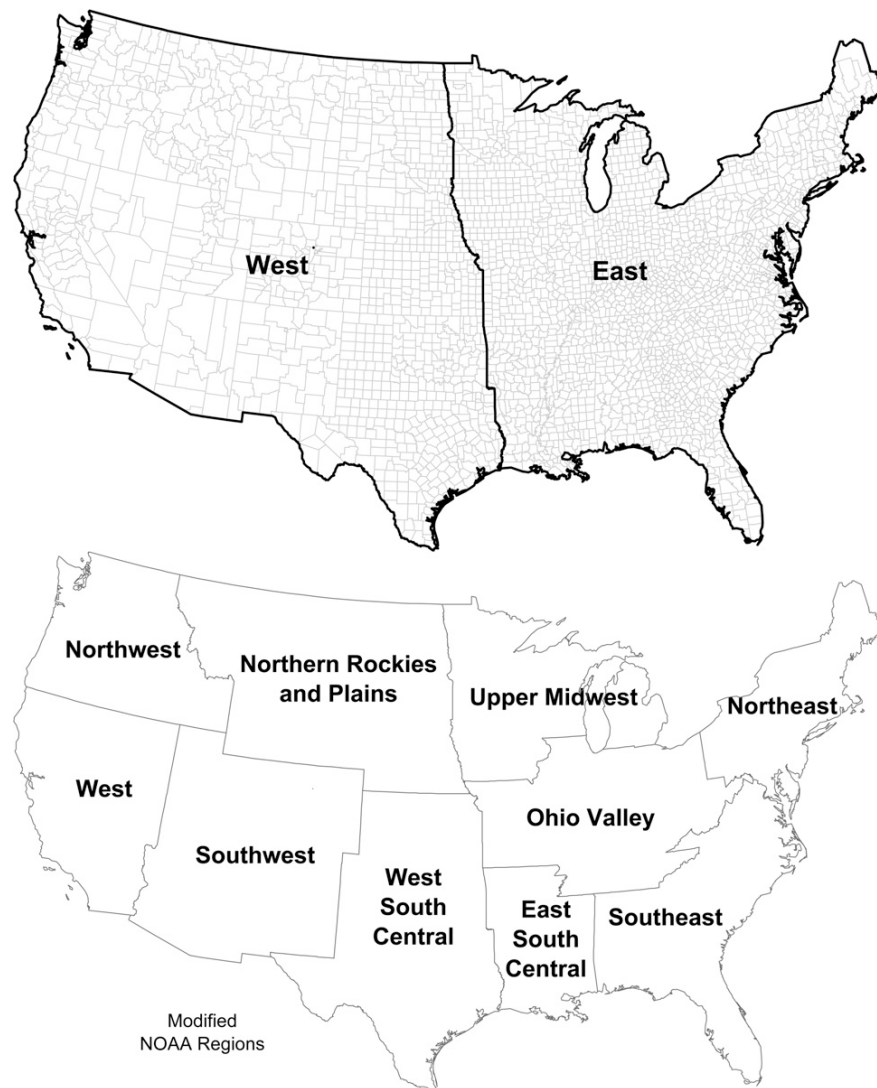 West
East
Northwest
Northern Rockies
and Plains
Upper Midwest
Northeast
West
Ohio Valley
Southwest
West
South
Central
East
South
Central
Southeast
Modified
NOAA Regions